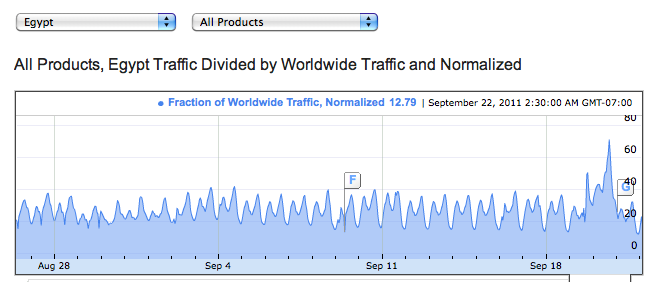 Egypt All Products
All Products, Egypt Traffic Divided by Worldwide Traffic and Normalized
Fraction of Worldwide Traffic, Normalized 12.79 | September 22, 2011 2:30:00 AM GMT-07:00
80
60
F
G
40
20
0
Aug 28 Sep 4 Sep 11 Sep 18